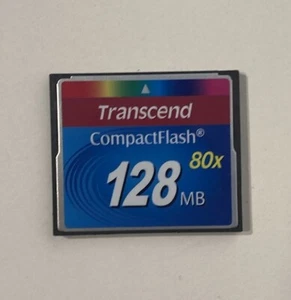 Transcend
CompactFlash®
80x
128 MB